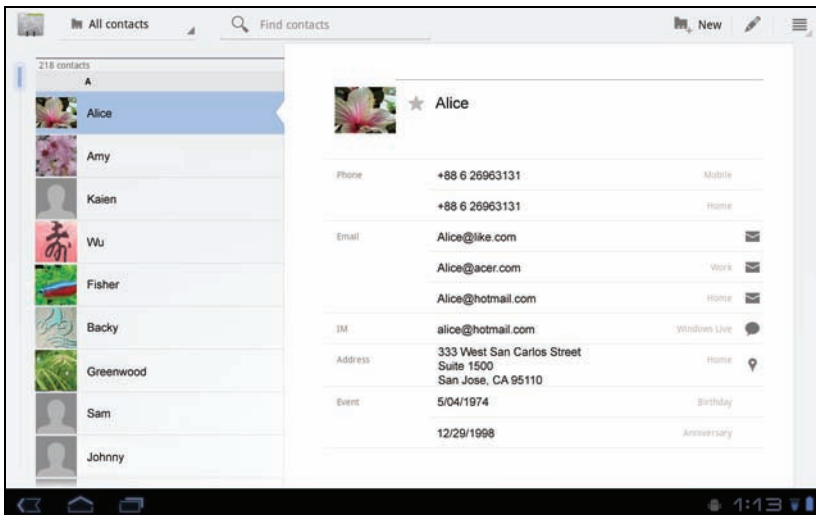 All contacts
Find contacts
New
218 contacts
A
Alice
Amy
Kaien
Wu
Fisher
Backy
Greenwood
Sam
Johnny
Alice
Phone
+88 6 26963131
Mobile
+88 6 26963131
Home
Email
Alice@like.com
Alice@acer.com
Work
Alice@hotmail.com
Home
IM
alice@hotmail.com
Windows Live
Address
333 West San Carlos Street
Home
Suite 1500
San Jose, CA 95110
Event
5/04/1974
Birthday
12/29/1998
Anniversary
1:13